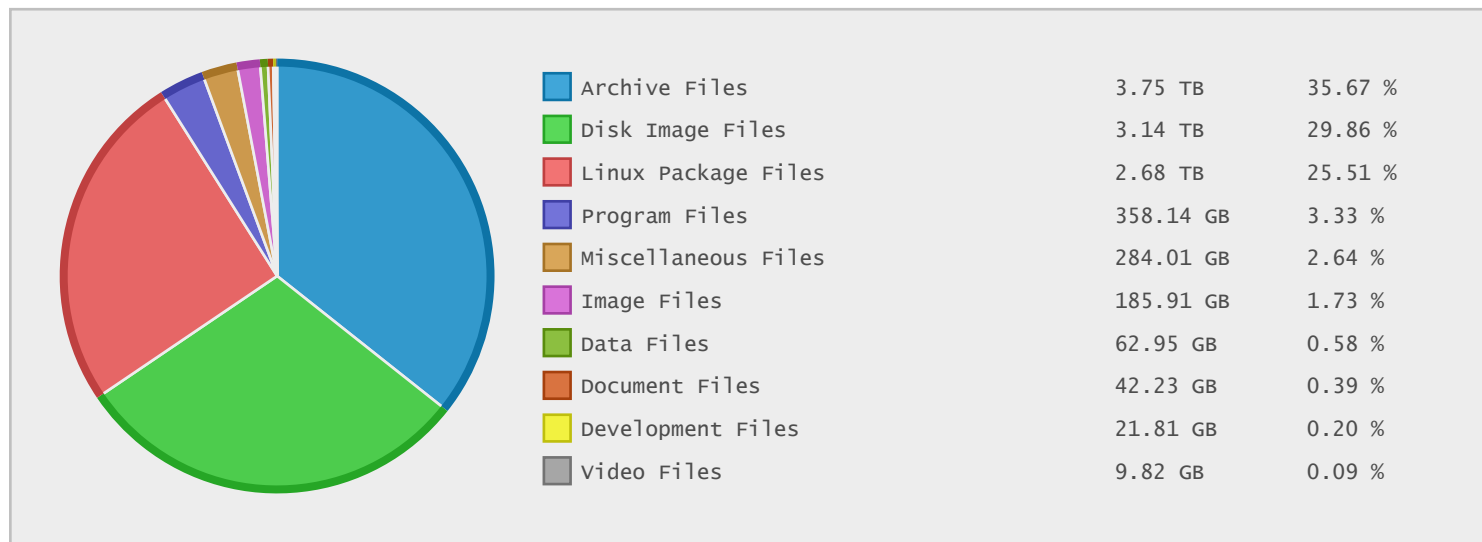 Archive Files 3.75 TB 35.67 %
Disk Image Files 3.14 TB 29.86 %
Linux Package Files 2.68 TB 25.51 %
Program Files 358.14 GB 3.33 %
Miscellaneous Files 284.01 GB 2.64 %
Image Files 185.91 GB 1.73 %
Data Files 62.95 GB 0.58 %
Document Files 42.23 GB 0.39 %
Development Files 21.81 GB 0.20 %
Video Files 9.82 GB 0.09 %